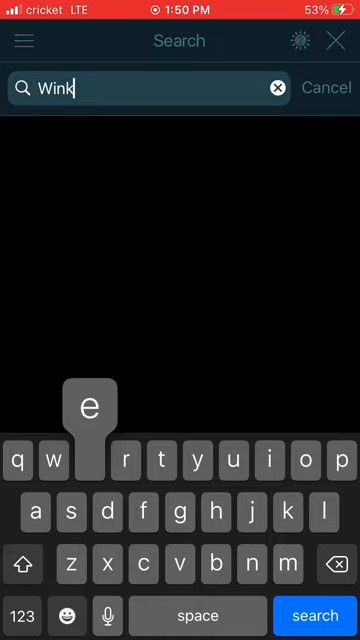 cricket LTE 1:50 PM 53%
Search
Wink Cancel
e
q w r t y u i o p
a s d f g h j k l
z x c v b n m
123 space search